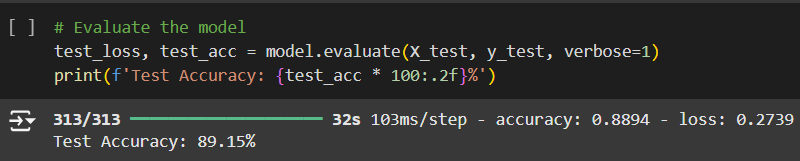 [ ] # Evaluate the model
test_loss, test_acc = model.evaluate(X_test, y_test, verbose=1)
print(f'Test Accuracy: {test_acc * 100:.2f}%')
313/313 ━━━━━━━━━━━━━━━━━━━━ 32s 103ms/step - accuracy: 0.8894 - loss: 0.2739
Test Accuracy: 89.15%